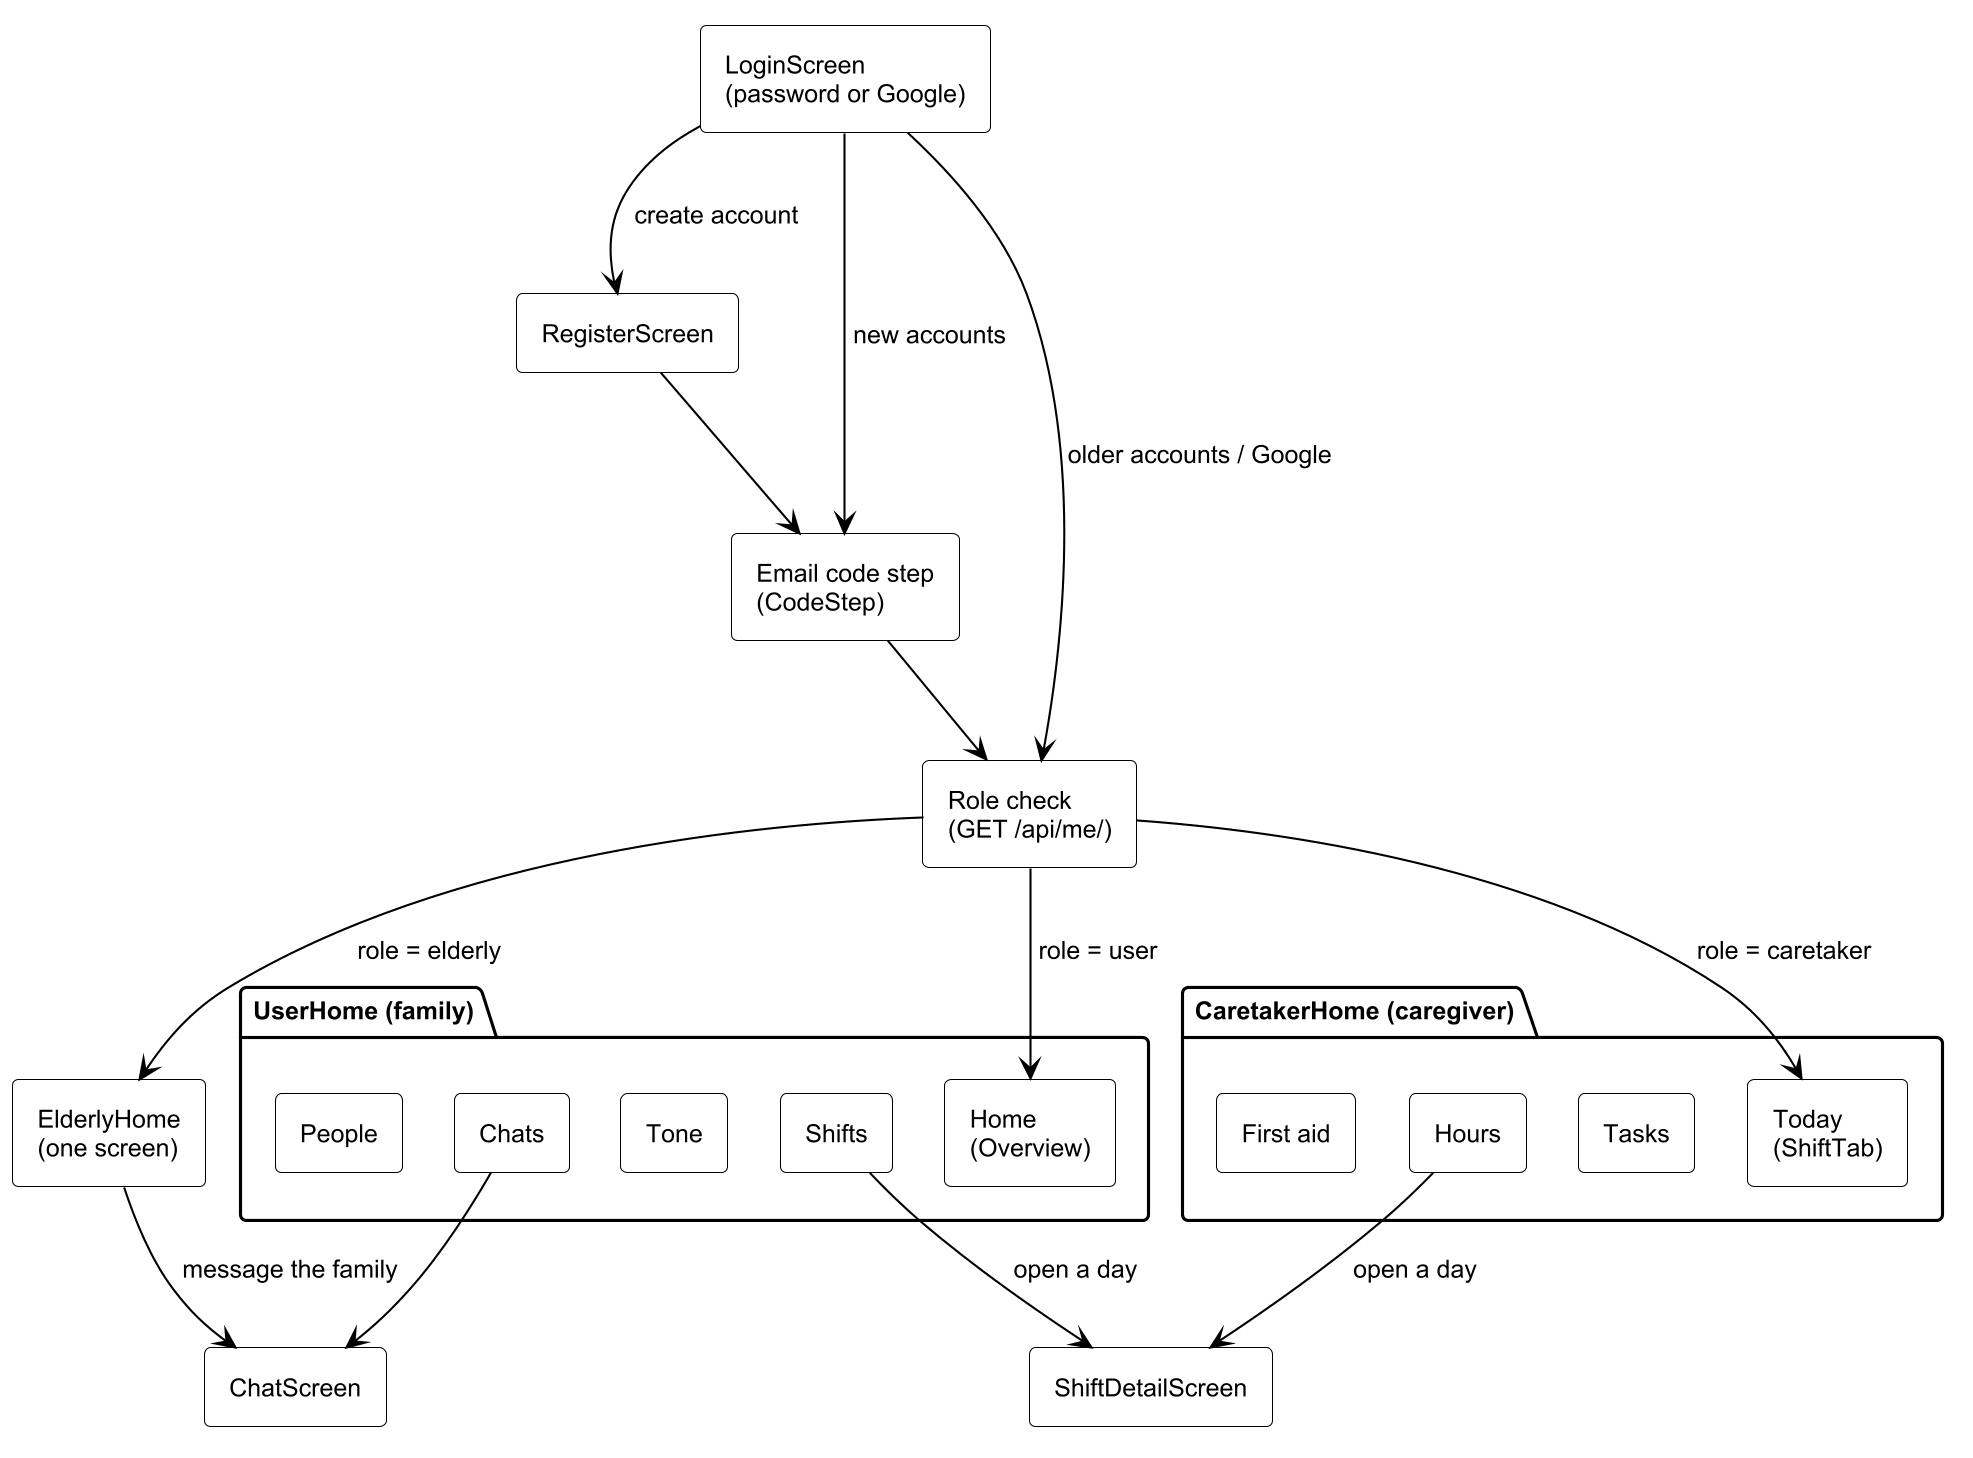 LoginScreen
(password or Google)
create account
RegisterScreen
new accounts
older accounts / Google
Email code step
(CodeStep)
Role check
(GET /api/me/)
role = elderly
role = user
role = caretaker
UserHome (family)
CaretakerHome (caregiver)
ElderlyHome
(one screen)
People
Chats
Tone
Shifts
Home
(Overview)
First aid
Hours
Tasks
Today
(ShiftTab)
message the family
open a day
open a day
ChatScreen
ShiftDetailScreen